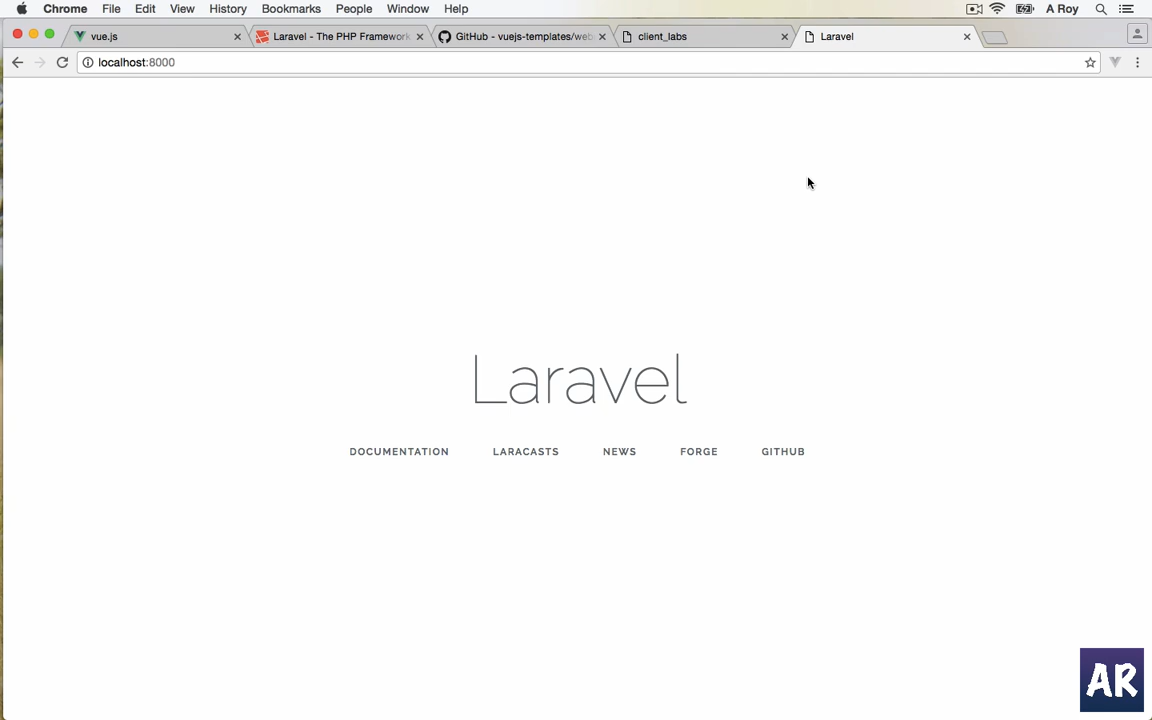 Chrome File Edit View History Bookmarks People Window Help A Roy
vue.js Laravel - The PHP Framework GitHub - vuejs-templates/web client_labs Laravel
localhost:8000
Laravel
DOCUMENTATION LARACASTS NEWS FORGE GITHUB
AR